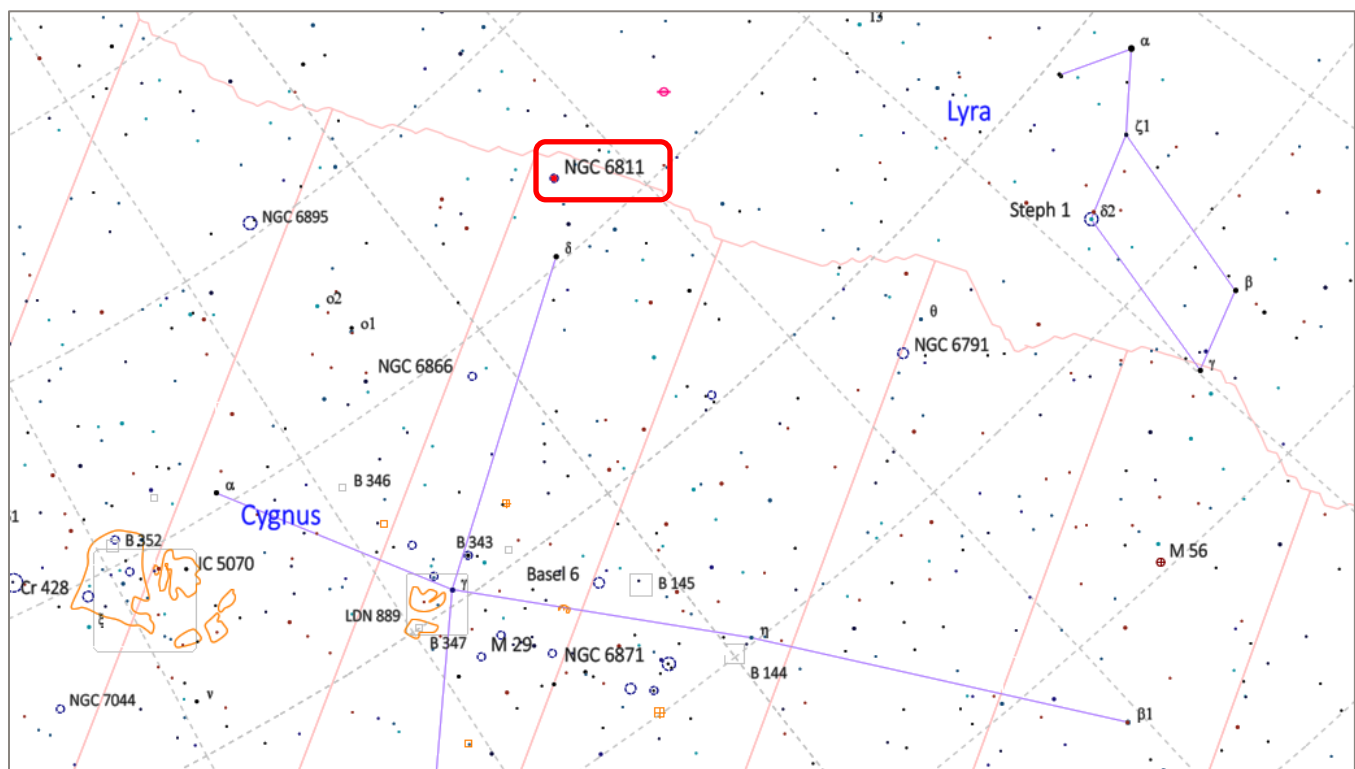 13
α
Lyra
ζ1
NGC 6811
Steph 1
δ2
NGC 6895
δ
β
o2
o1
θ
NGC 6791
NGC 6866
γ
α
B 346
Cygnus
B 352
B 343
M 56
IC 5070
Basel 6
B 145
Cr 428
γ
LDN 889
ξ
η
B 347
M 29
NGC 6871
B 144
NGC 7044
ν
β1